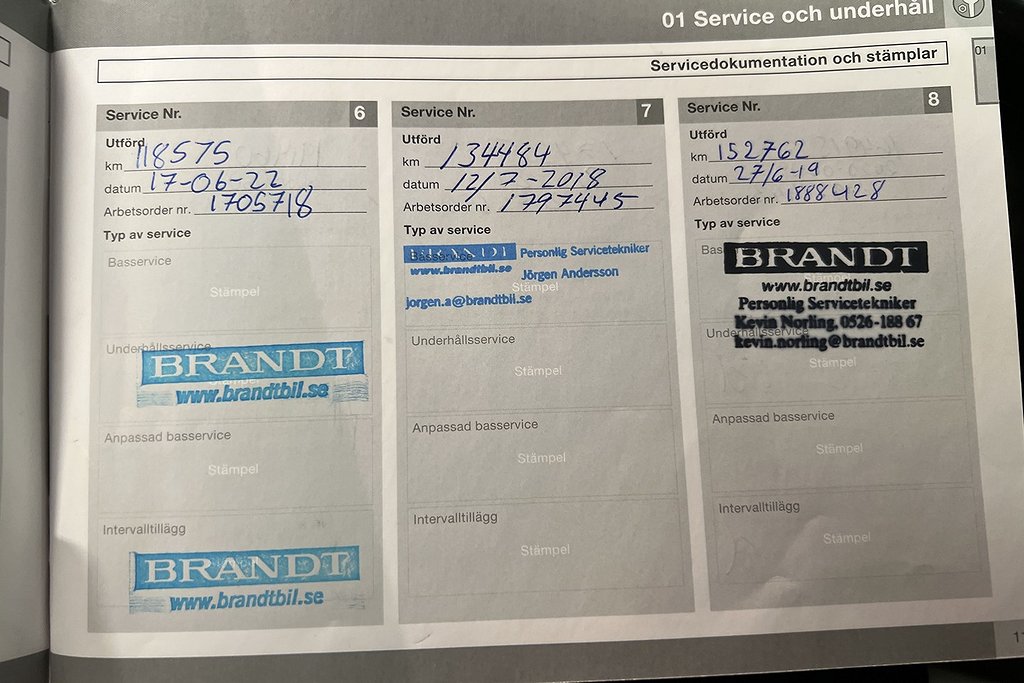 01 Service och underhåll
01
Servicedokumentation och stämplar
Service Nr. 6
Utförd
km 118575
datum 17-06-22
Arbetsorder nr. 1705718
Typ av service
Basservice
Stämpel
Underhållsservice
Stämpel
BRANDT
www.brandtbil.se
Anpassad basservice
Stämpel
Intervalltillägg
BRANDT
www.brandtbil.se
Service Nr. 7
Utförd
km 134484
datum 12/7-2018
Arbetsorder nr. 1797445
Typ av service
Basservice
BRANDT Personlig Servicetekniker
www.brandtbil.se Jörgen Andersson
Stämpel
jorgen.a@brandtbil.se
Underhållsservice
Stämpel
Anpassad basservice
Stämpel
Intervalltillägg
Stämpel
Service Nr. 8
Utförd
km 152762
datum 27/6-19
Arbetsorder nr. 1888428
Typ av service
Bas
BRANDT
Stämpel
www.brandtbil.se
Personlig Servicetekniker
Kevin Norling, 0526-188 67
Underhållsservice
kevin.norling@brandtbil.se
Stämpel
Anpassad basservice
Stämpel
Intervalltillägg
Stämpel